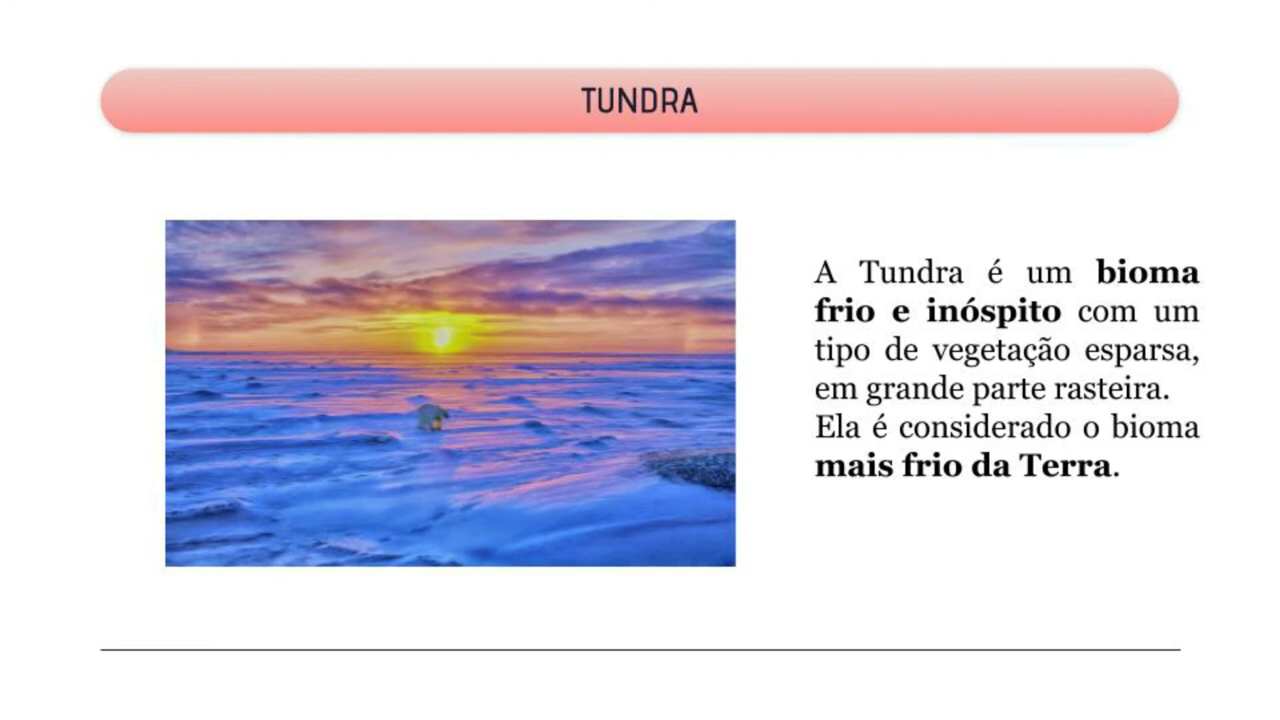 TUNDRA
A Tundra é um bioma
frio e inóspito com um
tipo de vegetação esparsa,
em grande parte rasteira.
Ela é considerado o bioma
mais frio da Terra.